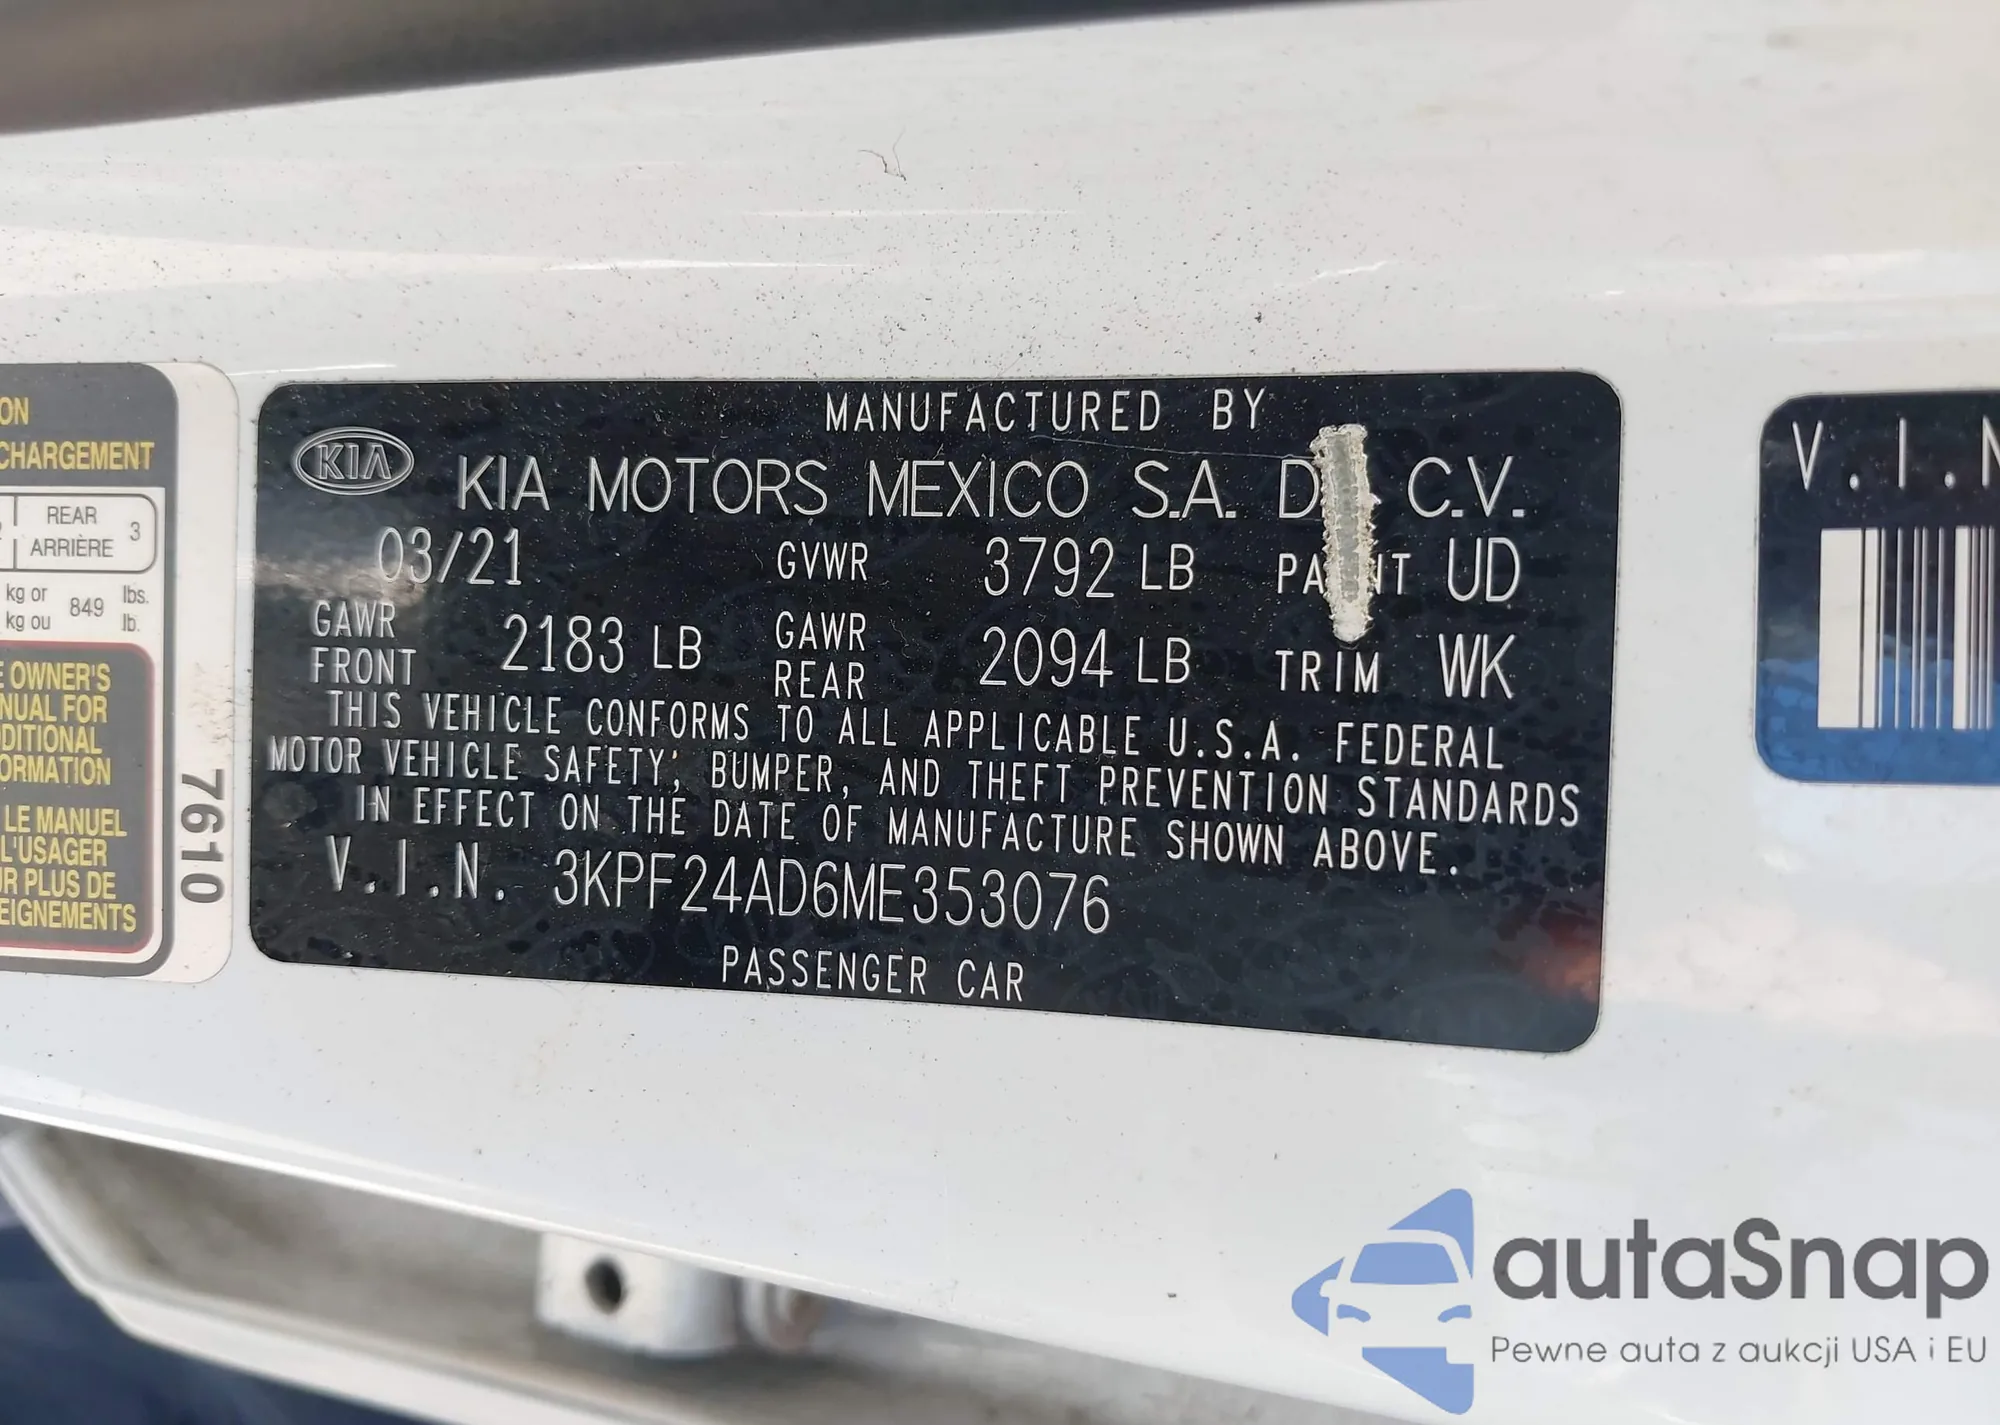 ON
CHARGEMENT
REAR
ARRIÈRE
3
kg or
kg ou
849
lbs.
lb.
OWNER'S
NUAL FOR
DITIONAL
ORMATION
LE MANUEL
L'USAGER
R PLUS DE
EIGNEMENTS
7610
MANUFACTURED BY
KIA
KIA MOTORS MEXICO S.A. D C.V.
03/21 GVWR 3792 LB PA NT UD
GAWR FRONT 2183 LB GAWR REAR 2094 LB TRIM WK
THIS VEHICLE CONFORMS TO ALL APPLICABLE U.S.A. FEDERAL
MOTOR VEHICLE SAFETY; BUMPER, AND THEFT PREVENTION STANDARDS
IN EFFECT ON THE DATE OF MANUFACTURE SHOWN ABOVE.
V.I.N. 3KPF24AD6ME353076
PASSENGER CAR
V.I.N
autaSnap
Pewne auta z aukcji USA i EU